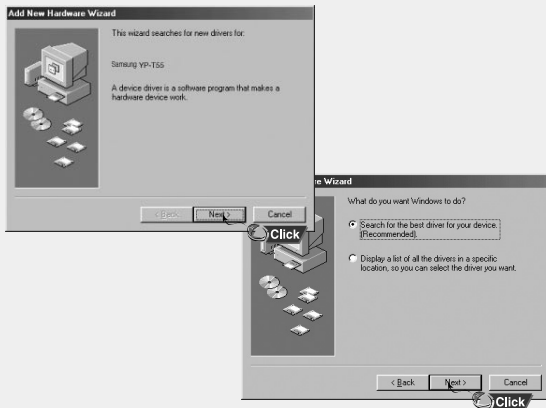 Add New Hardware Wizard
This wizard searches for new drivers for:
Samsung YP-T55
A device driver is a software program that makes a
hardware device work.
< Back
Next >
Cancel
Click
re Wizard
What do you want Windows to do?
Search for the best driver for your device.
(Recommended).
Display a list of all the drivers in a specific
location, so you can select the driver you want.
< Back
Next >
Cancel
Click